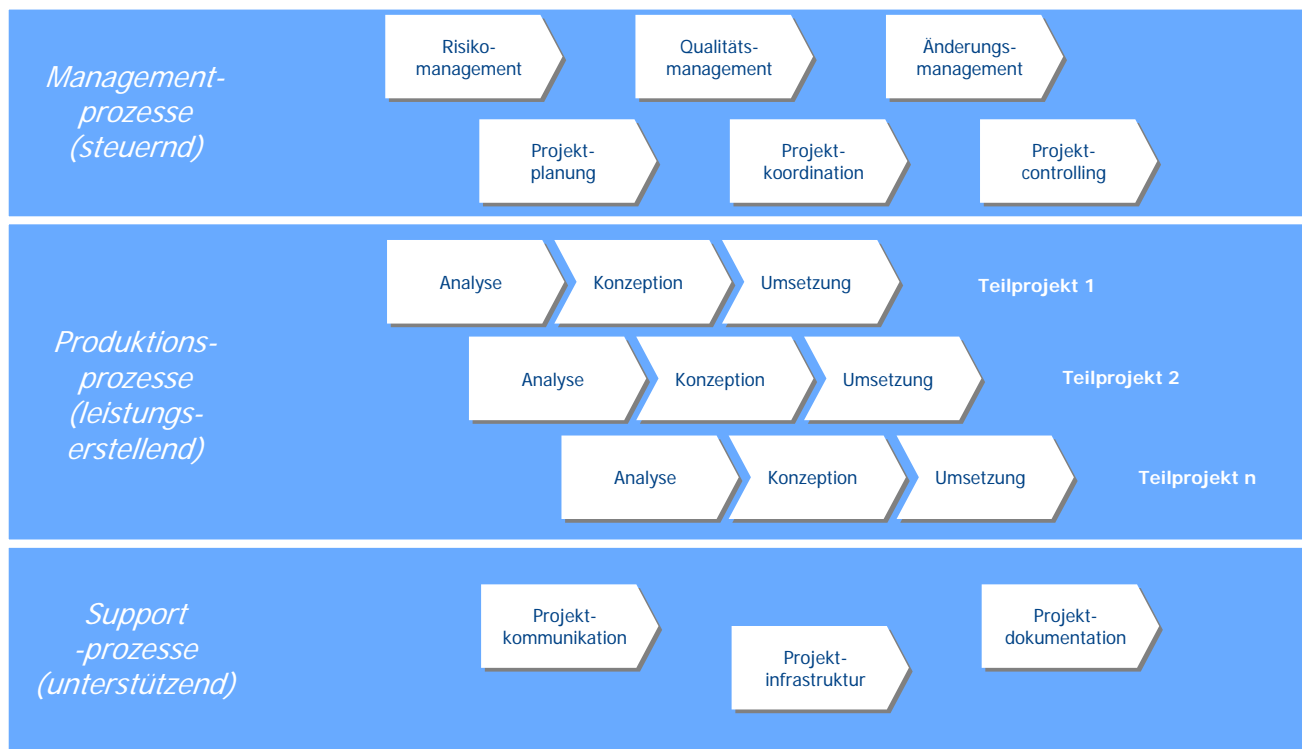 Management-
prozesse
(steuernd)
Risiko-
management
Qualitäts-
management
Änderungs-
management
Projekt-
planung
Projekt-
koordination
Projekt-
controlling
Produktions-
prozesse
(leistungs-
erstellend)
Analyse
Konzeption
Umsetzung
Teilprojekt 1
Analyse
Konzeption
Umsetzung
Teilprojekt 2
Analyse
Konzeption
Umsetzung
Teilprojekt n
Support
-prozesse
(unterstützend)
Projekt-
kommunikation
Projekt-
infrastruktur
Projekt-
dokumentation